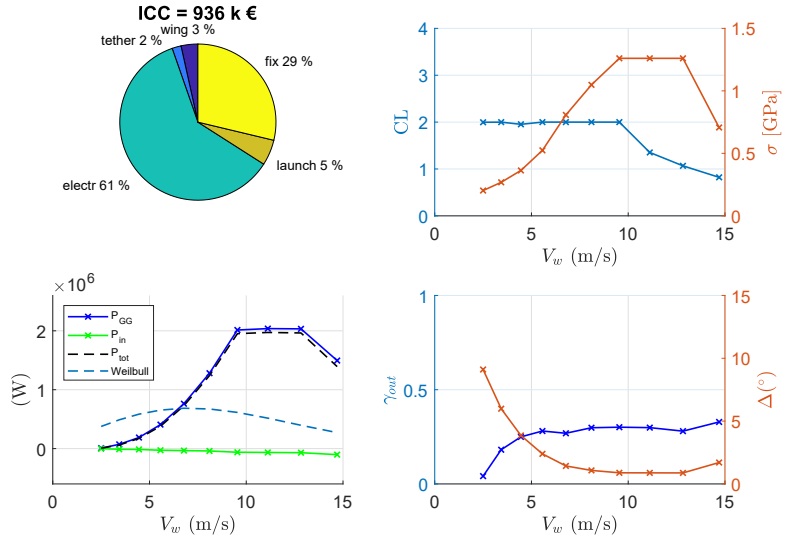 ICC = 936 k €
wing 3 %
tether 2 %
fix 29 %
launch 5 %
electr 61 %
4
3
2
1
0
CL
1.5
1
0.5
0
σ [GPa]
0
5
10
15
V_w (m/s)
×10^6
P_GG
P_in
P_tot
Weilbull
2
1
0
(W)
0
5
10
15
V_w (m/s)
1
0.5
0
γ_out
15
10
5
0
Δ(°)
0
5
10
15
V_w (m/s)